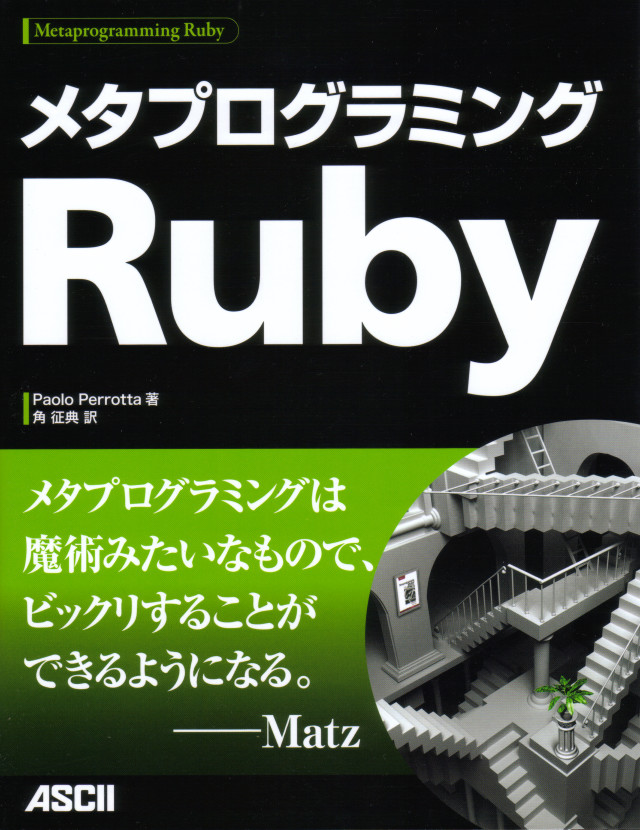 Metaprogramming Ruby
メタプログラミング
Ruby
Paolo Perrotta 著
角 征典 訳
メタプログラミングは
魔術みたいなもので、
ビックリすることが
できるようになる。
——Matz
ASCII